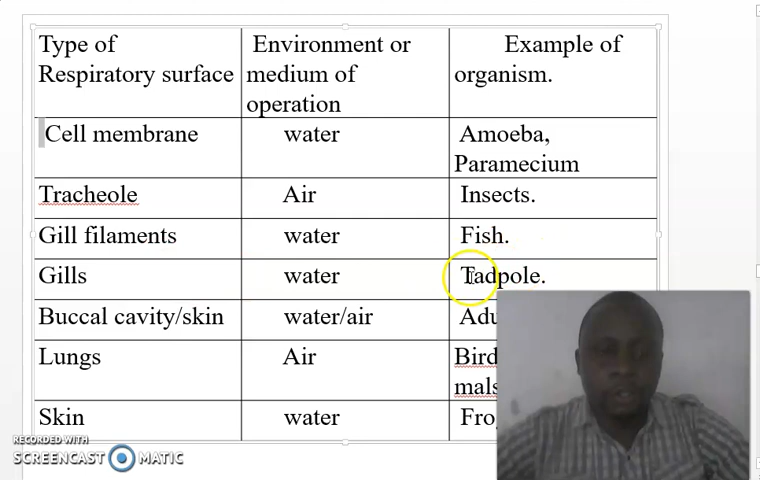 Type of Environment or Example of
Respiratory surface medium of organism.
operation
Cell membrane water Amoeba,
Paramecium
Tracheole Air Insects.
Gill filaments water Fish.
Gills water Tadpole.
Buccal cavity/skin water/air
Lungs Air
Skin water
RECORDED WITH
SCREENCAST MATIC